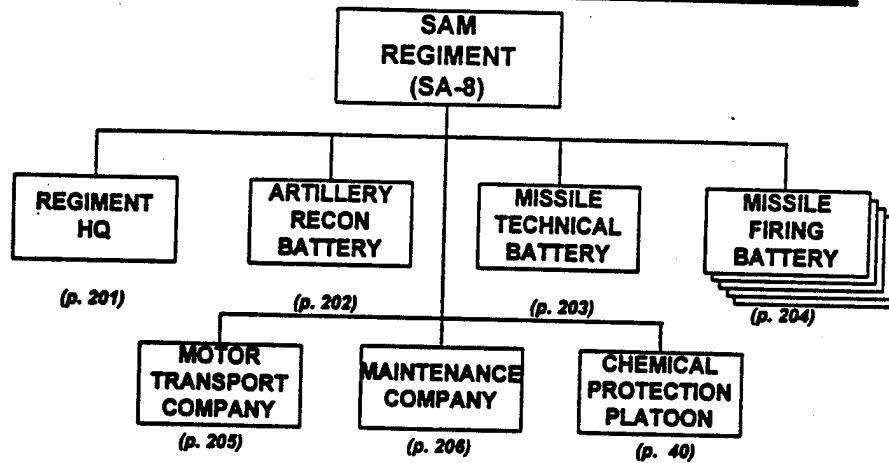 SAM
REGIMENT
(SA-8)
REGIMENT
HQ
(p. 201)
ARTILLERY
RECON
BATTERY
(p. 202)
MISSILE
TECHNICAL
BATTERY
(p. 203)
MISSILE
FIRING
BATTERY
(p. 204)
MOTOR
TRANSPORT
COMPANY
(p. 205)
MAINTENANCE
COMPANY
(p. 206)
CHEMICAL
PROTECTION
PLATOON
(p. 40)